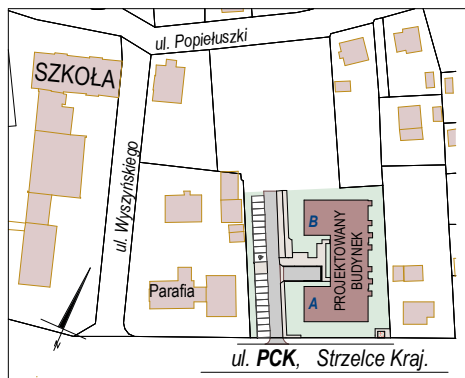 ul. Popiełuszki
SZKOŁA
ul. Wyszyńskiego
B
PROJEKTOWANY
BUDYNEK
A
Parafia
ul. PCK, Strzelce Kraj.